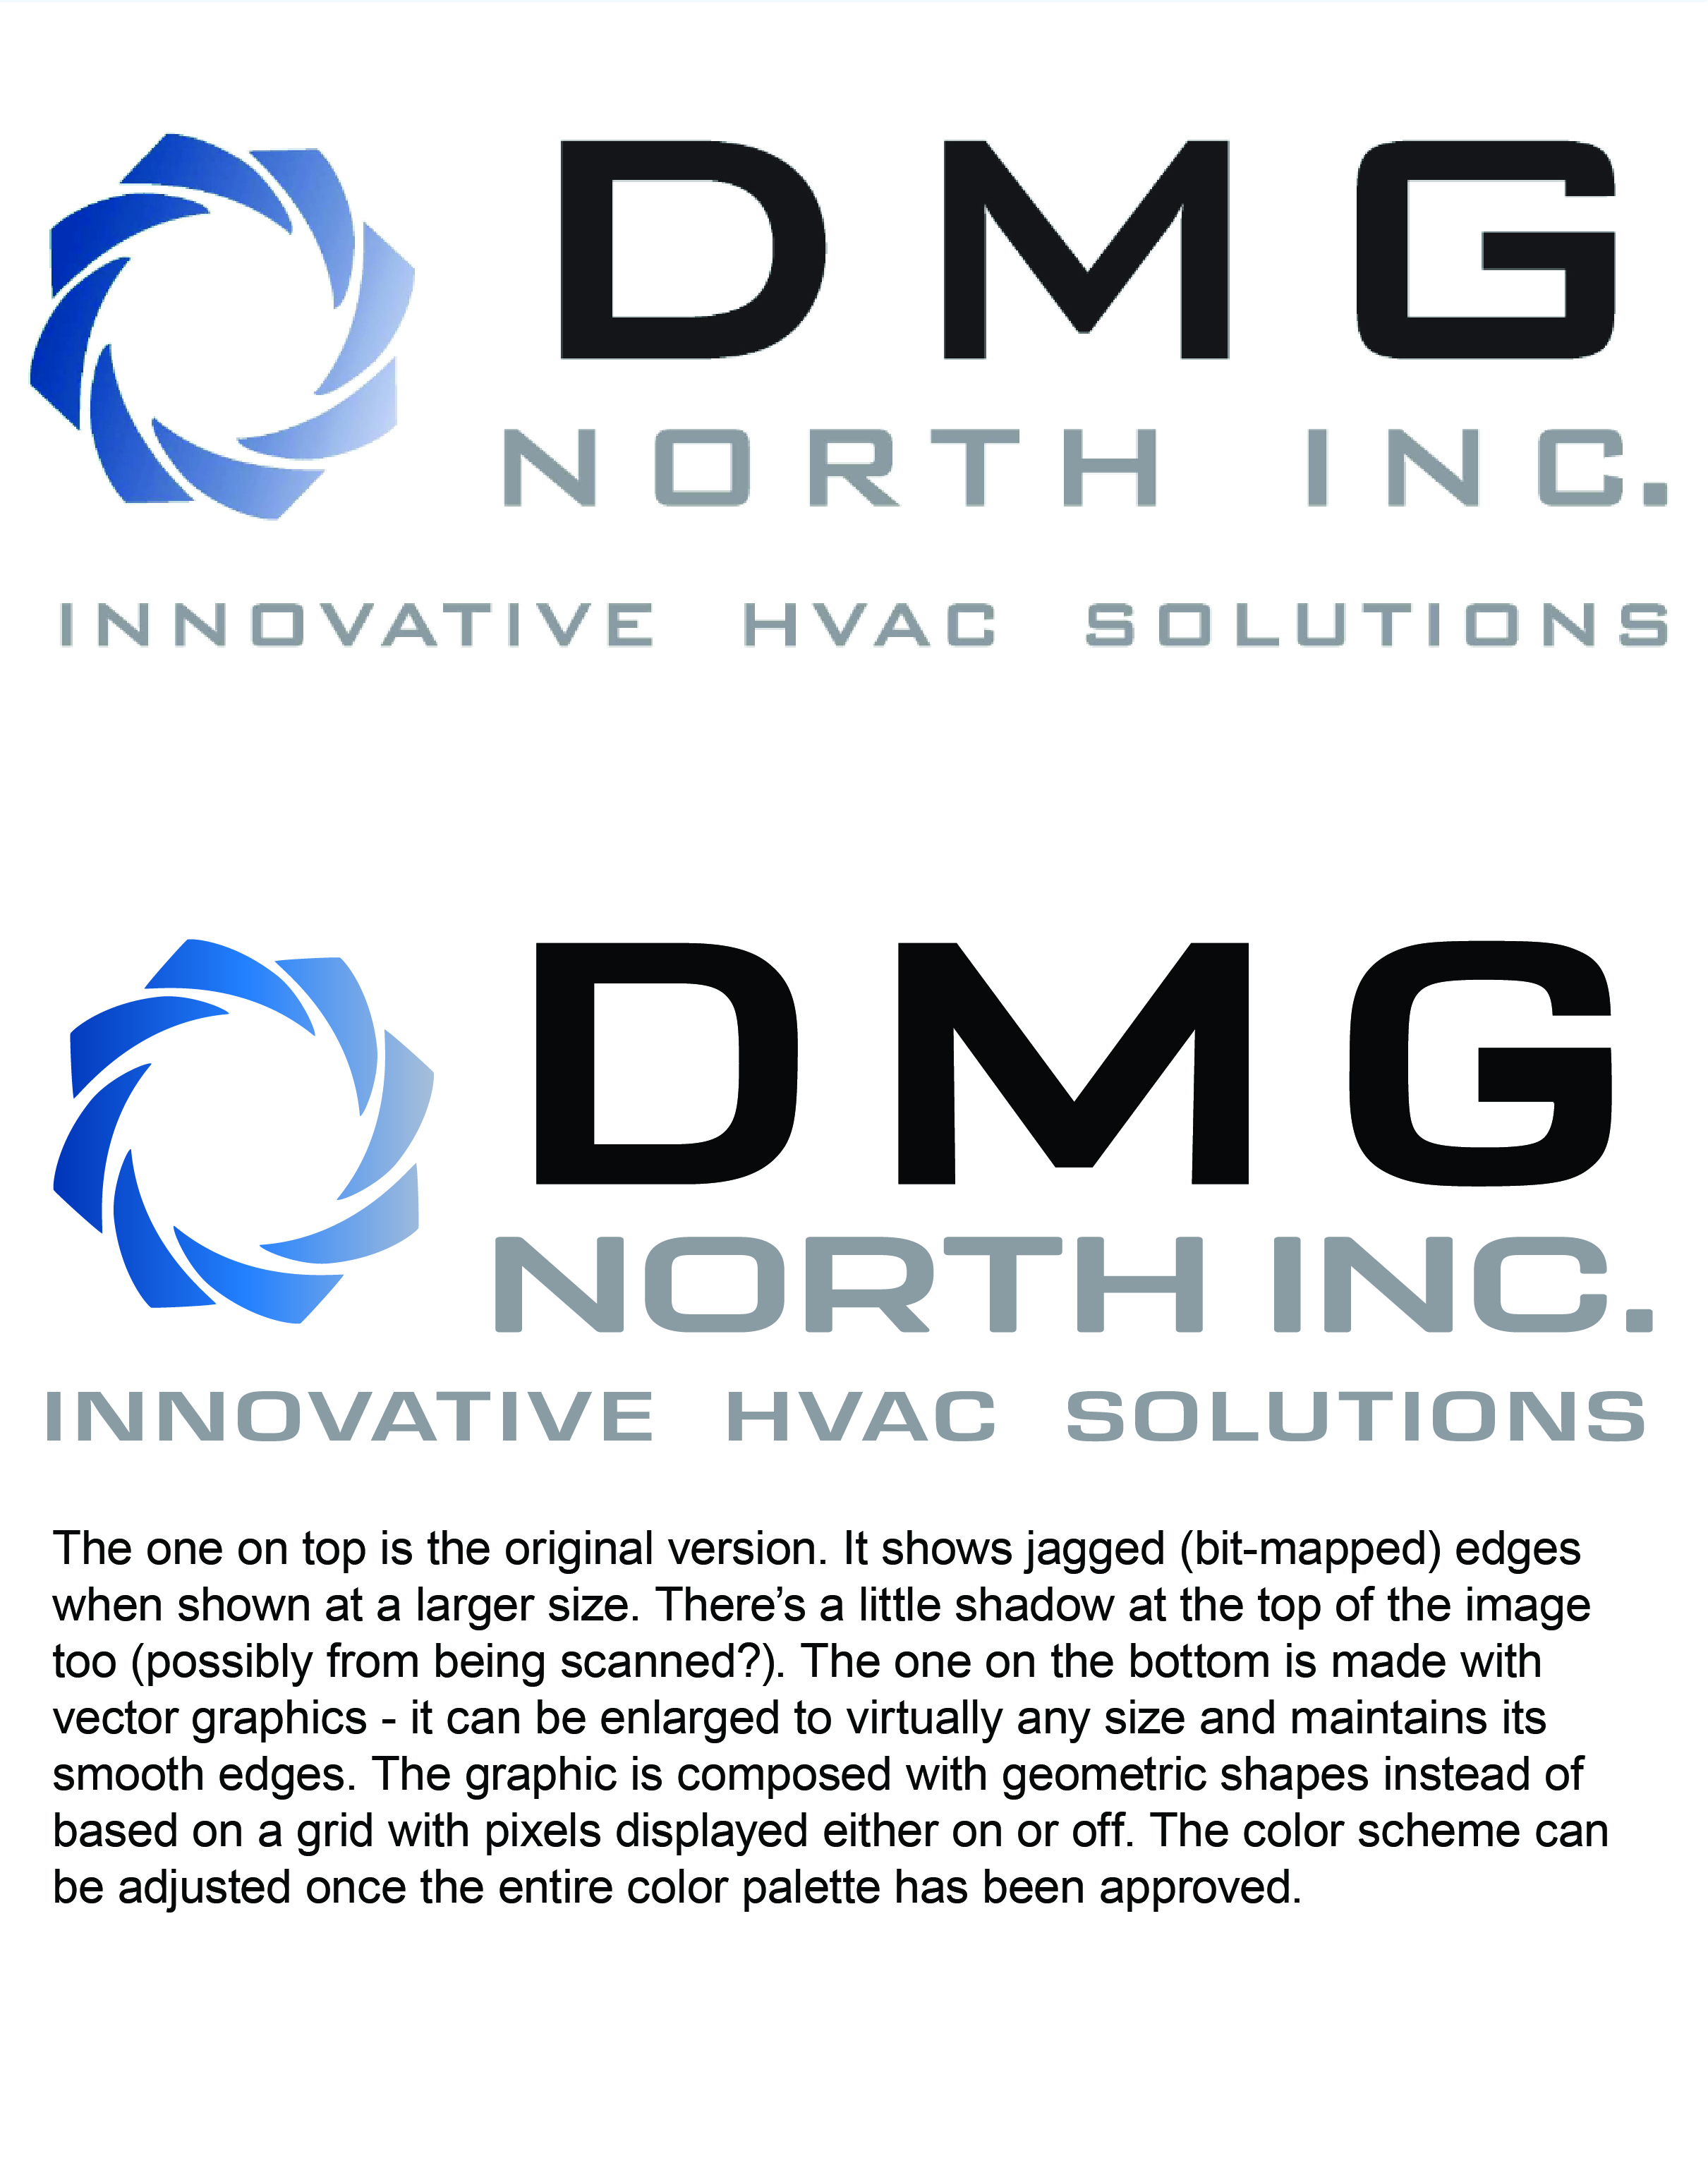 DMG
NORTH INC.
INNOVATIVE HVAC SOLUTIONS
DMG
NORTH INC.
INNOVATIVE HVAC SOLUTIONS
The one on top is the original version. It shows jagged (bit-mapped) edges
when shown at a larger size. There’s a little shadow at the top of the image
too (possibly from being scanned?). The one on the bottom is made with
vector graphics - it can be enlarged to virtually any size and maintains its
smooth edges. The graphic is composed with geometric shapes instead of
based on a grid with pixels displayed either on or off. The color scheme can
be adjusted once the entire color palette has been approved.